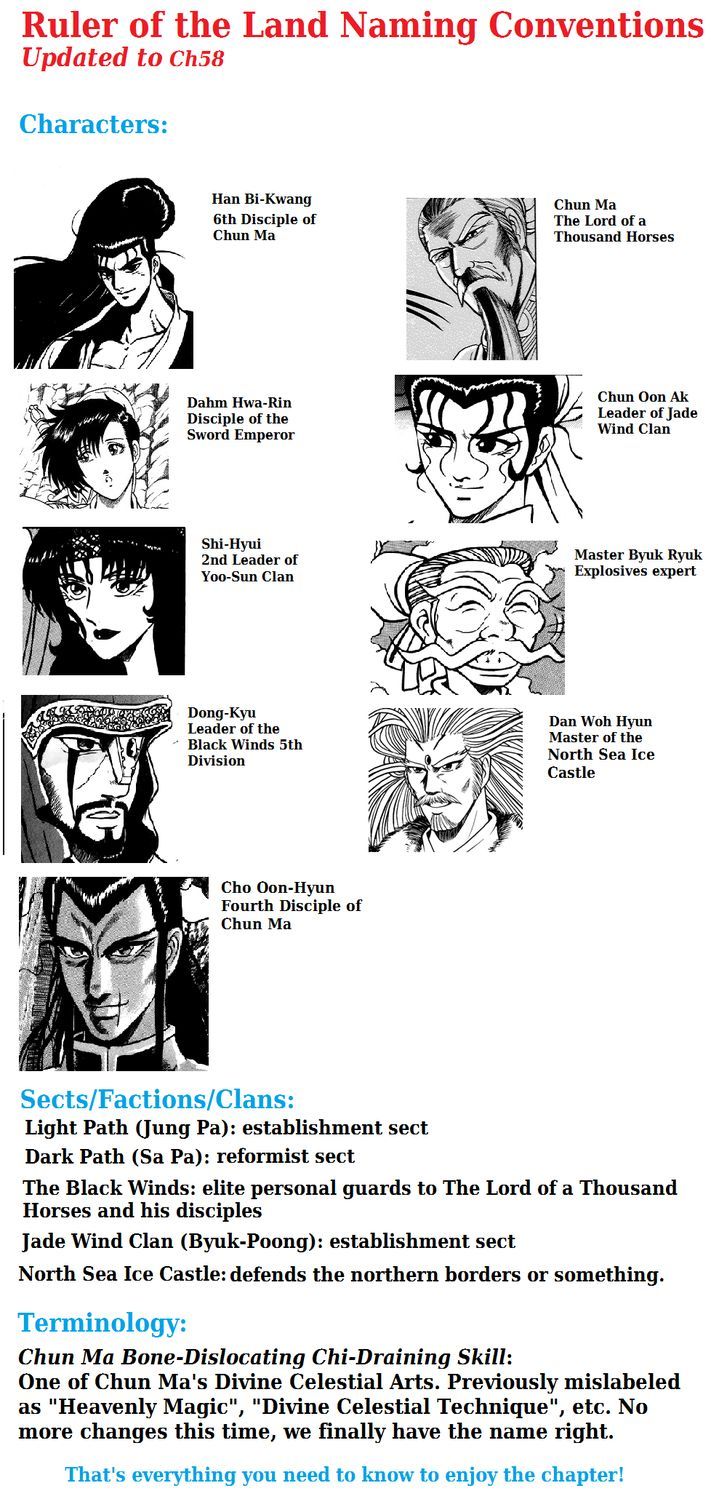 Ruler of the Land Naming Conventions
Updated to Ch58
Characters:
Han Bi-Kwang
6th Disciple of
Chun Ma
Chun Ma
The Lord of a
Thousand Horses
Dahm Hwa-Rin
Disciple of the
Sword Emperor
Chun Oon Ak
Leader of Jade
Wind Clan
Shi-Hyui
2nd Leader of
Yoo-Sun Clan
Master Byuk Ryuk
Explosives expert
Dong-Kyu
Leader of the
Black Winds 5th
Division
Dan Woh Hyun
Master of the
North Sea Ice
Castle
Cho Oon-Hyun
Fourth Disciple of
Chun Ma
Sects/Factions/Clans:
Light Path (Jung Pa): establishment sect
Dark Path (Sa Pa): reformist sect
The Black Winds: elite personal guards to The Lord of a Thousand
Horses and his disciples
Jade Wind Clan (Byuk-Poong): establishment sect
North Sea Ice Castle: defends the northern borders or something.
Terminology:
Chun Ma Bone-Dislocating Chi-Draining Skill:
One of Chun Ma's Divine Celestial Arts. Previously mislabeled
as "Heavenly Magic", "Divine Celestial Technique", etc. No
more changes this time, we finally have the name right.
That's everything you need to know to enjoy the chapter!